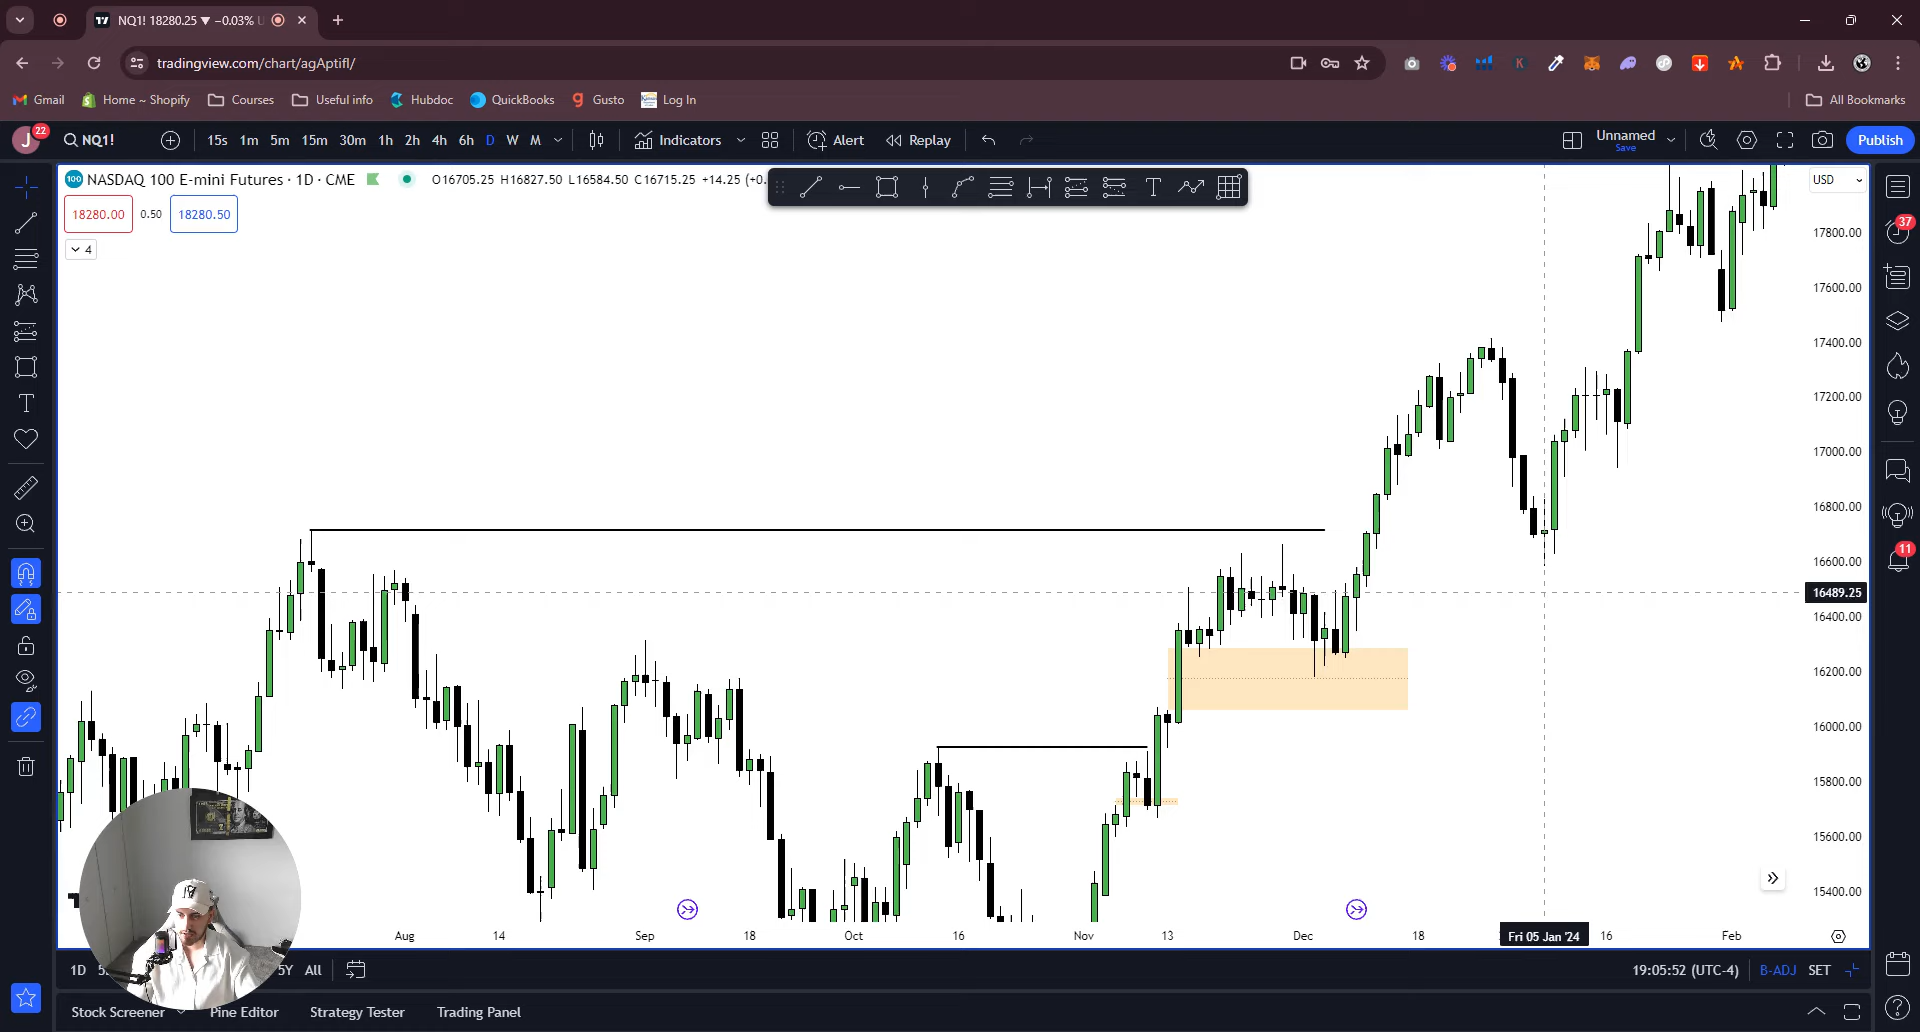 NQ1! 18280.25 ▼ −0.03% U
tradingview.com/chart/agAptifI/
Gmail Home ~ Shopify Courses Useful info Hubdoc QuickBooks Gusto Log In All Bookmarks
J 22 NQ1! 15s 1m 5m 15m 30m 1h 2h 4h 6h D W M Indicators Alert Replay Unnamed Save Publish
100 NASDAQ 100 E-mini Futures · 1D · CME O16705.25 H16827.50 L16584.50 C16715.25 +14.25 (+0. USD
18280.00 0.50 18280.50
4
37
11
17800.00
17600.00
17400.00
17200.00
17000.00
16800.00
16600.00
16489.25
16400.00
16200.00
16000.00
15800.00
15600.00
15400.00
Aug 14 Sep 18 Oct 16 Nov 13 Dec 18 Fri 05 Jan '24 16 Feb
1D 5Y All 19:05:52 (UTC-4) B-ADJ SET
Stock Screener Pine Editor Strategy Tester Trading Panel